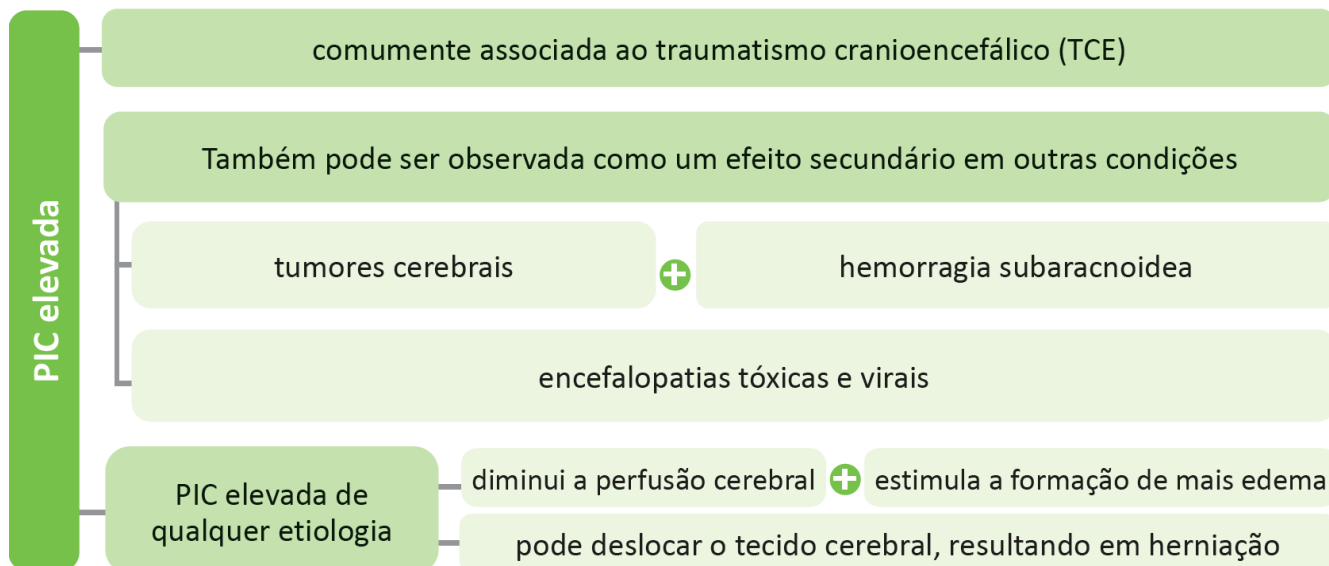 PIC elevada
comumente associada ao traumatismo cranioencefálico (TCE)
Também pode ser observada como um efeito secundário em outras condições
tumores cerebrais
hemorragia subaracnoidea
encefalopatias tóxicas e virais
PIC elevada de
qualquer etiologia
diminui a perfusão cerebral
estimula a formação de mais edema
pode deslocar o tecido cerebral, resultando em herniação